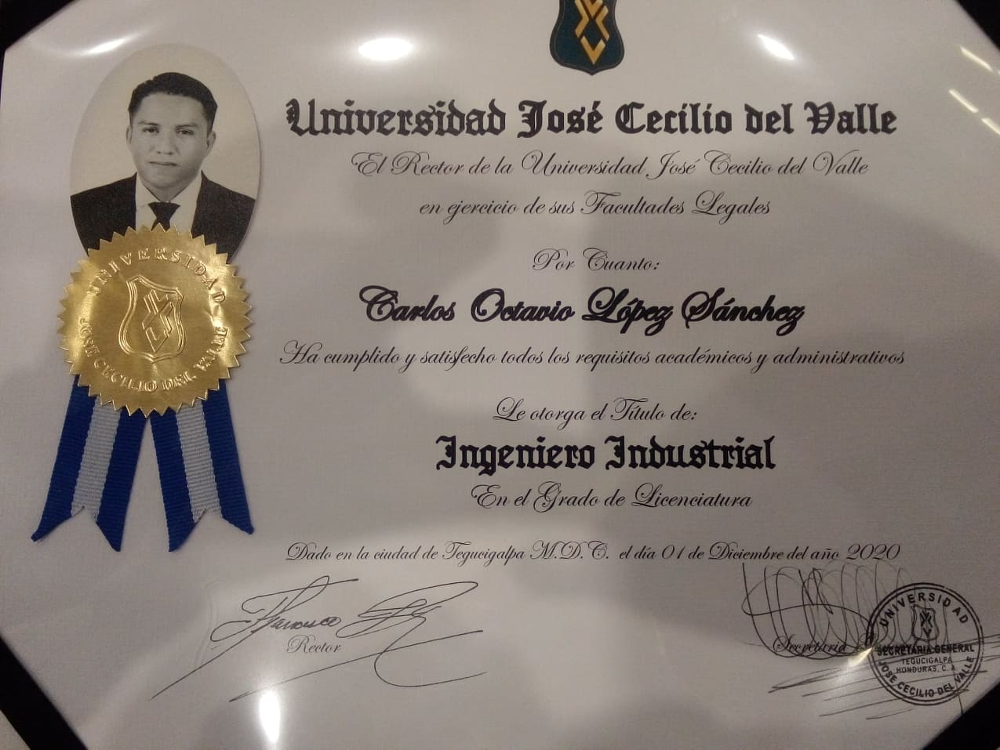 Universidad José Cecilio del Valle
El Rector de la Universidad José Cecilio del Valle
en ejercicio de sus Facultades Legales
Por Cuanto:
Carlos Octavio López Sánchez
Ha cumplido y satisfecho todos los requisitos académicos y administrativos
Le otorga el Título de:
Ingeniero Industrial
En el Grado de Licenciatura
Dado en la ciudad de Tegucigalpa M.D.C. el día 01 de Diciembre del año 2020
UNIVERSIDAD
JOSE CECILIO DEL VALLE
Francisco
Rector
Secretaria
UNIVERSIDAD
SECRETARIA GENERAL
TEGUCIGALPA
HONDURAS, C. A.
JOSE CECILIO DEL VALLE